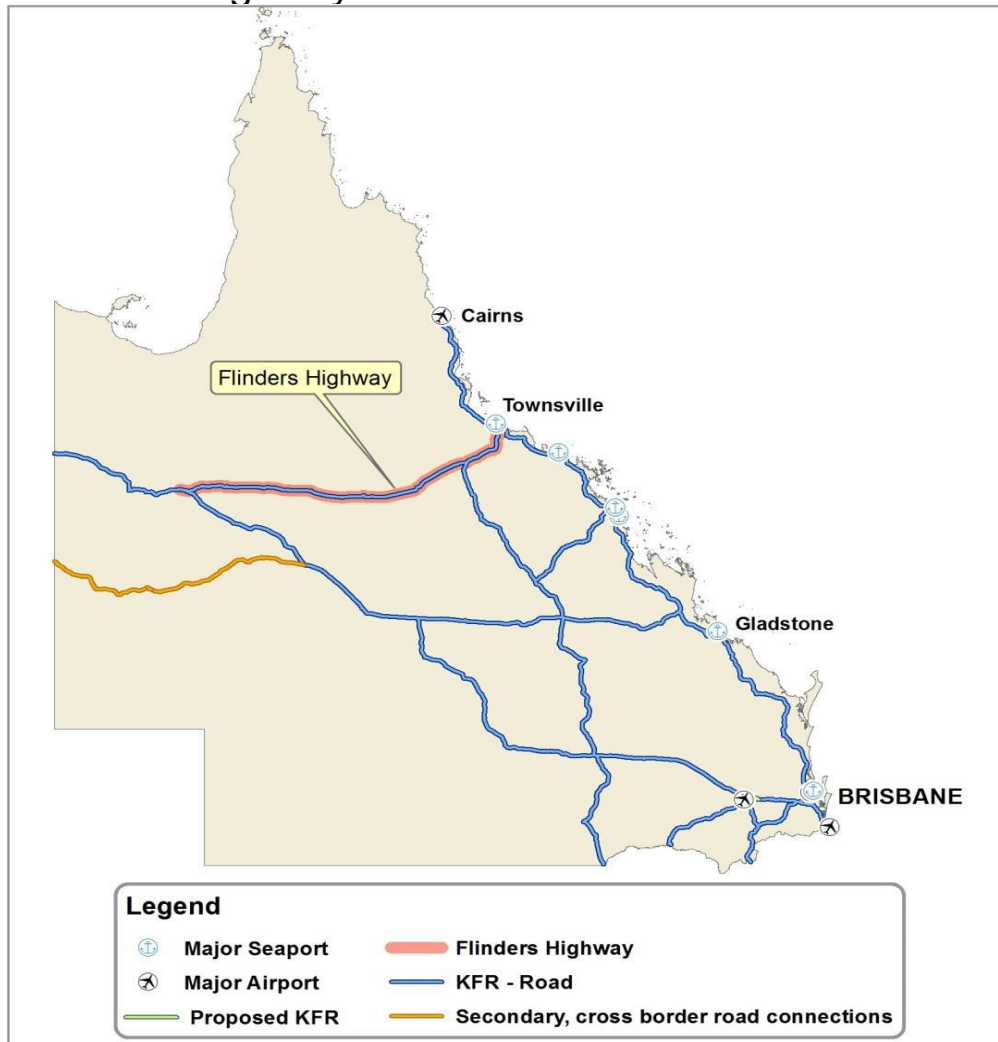 Cairns
Flinders Highway
Townsville
Gladstone
BRISBANE
Legend
Major Seaport
Flinders Highway
Major Airport
KFR - Road
Proposed KFR
Secondary, cross border road connections